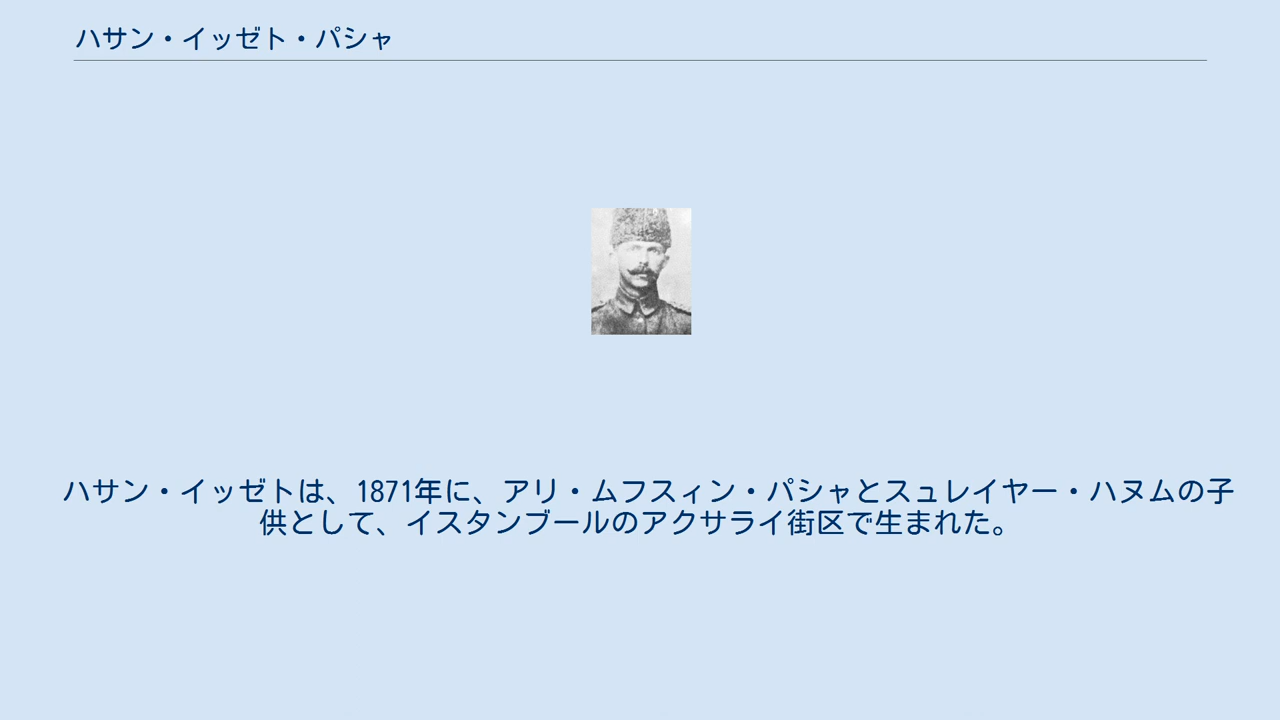 ハサン・イッゼト・パシャ
ハサン・イッゼトは、1871年に、アリ・ムフスィン・パシャとスュレイヤー・ハヌムの子
供として、イスタンブールのアクサライ街区で生まれた。